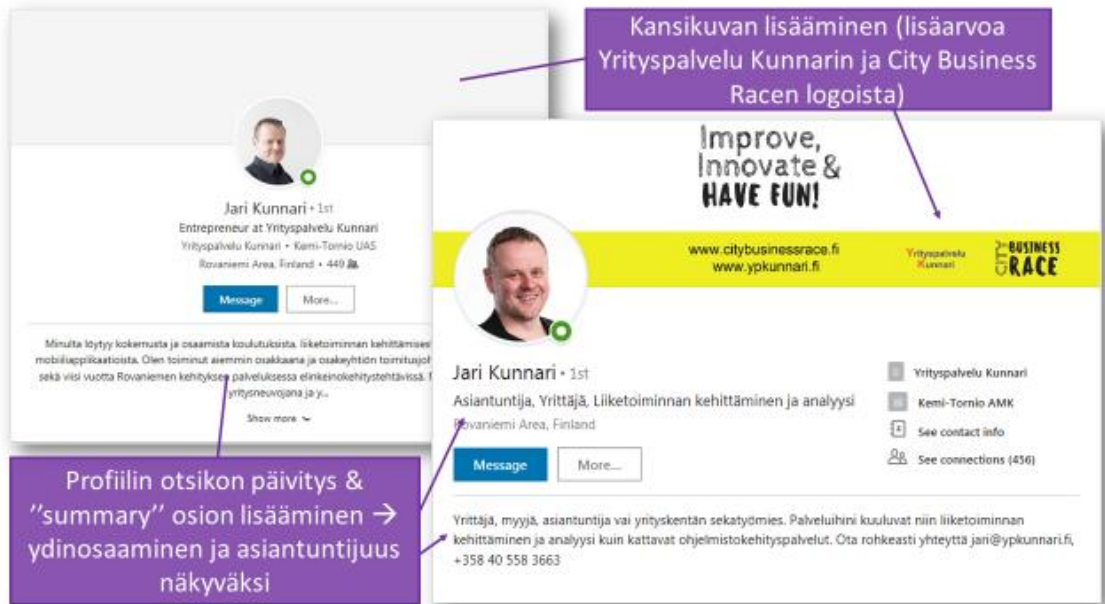 Kansikuvan lisääminen (lisäarvoa
Yrityspalvelu Kunnarin ja City Business
Racen logoista)
Jari Kunnari • 1st
Entrepreneur at Yrityspalvelu Kunnari
Yrityspalvelu Kunnari • Kemi-Tornio UAS
Rovaniemi Area, Finland • 449
Message
More...
Minulta löytyy kokemusta ja osaamista koulutuksista, liiketoiminnan kehittämises
mobiiliapplikaatioista. Olen toiminut aiemmin osakkaana ja osakeyhtiön toimitusjoh
sekä viisi vuotta Rovaniemen kehityksen palveluksessa elinkeinokehitystehtävissä.
yritysneuvojana ja y...
Show more
Improve,
Innovate &
HAVE FUN!
www.citybusinessrace.fi
www.ypkunnari.fi
Yrityspalvelu
Kunnari
CITY BUSINESS
RACE
Jari Kunnari • 1st
Asiantuntija, Yrittäjä, Liiketoiminnan kehittäminen ja analyysi
Rovaniemi Area, Finland
Message
More...
Yrityspalvelu Kunnari
Kemi-Tornio AMK
See contact info
See connections (456)
Yrittäjä, myyjä, asiantuntija vai yrityskentän sekatyömies. Palveluihini kuuluvat niin liiketoiminnan
kehittäminen ja analyysi kuin kattavat ohjelmistokehityspalvelut. Ota rohkeasti yhteyttä jari@ypkunnari.fi,
+358 40 558 3663
Profiilin otsikon päivitys &
”summary” osion lisääminen →
ydinosaaminen ja asiantuntijuus
näkyväksi